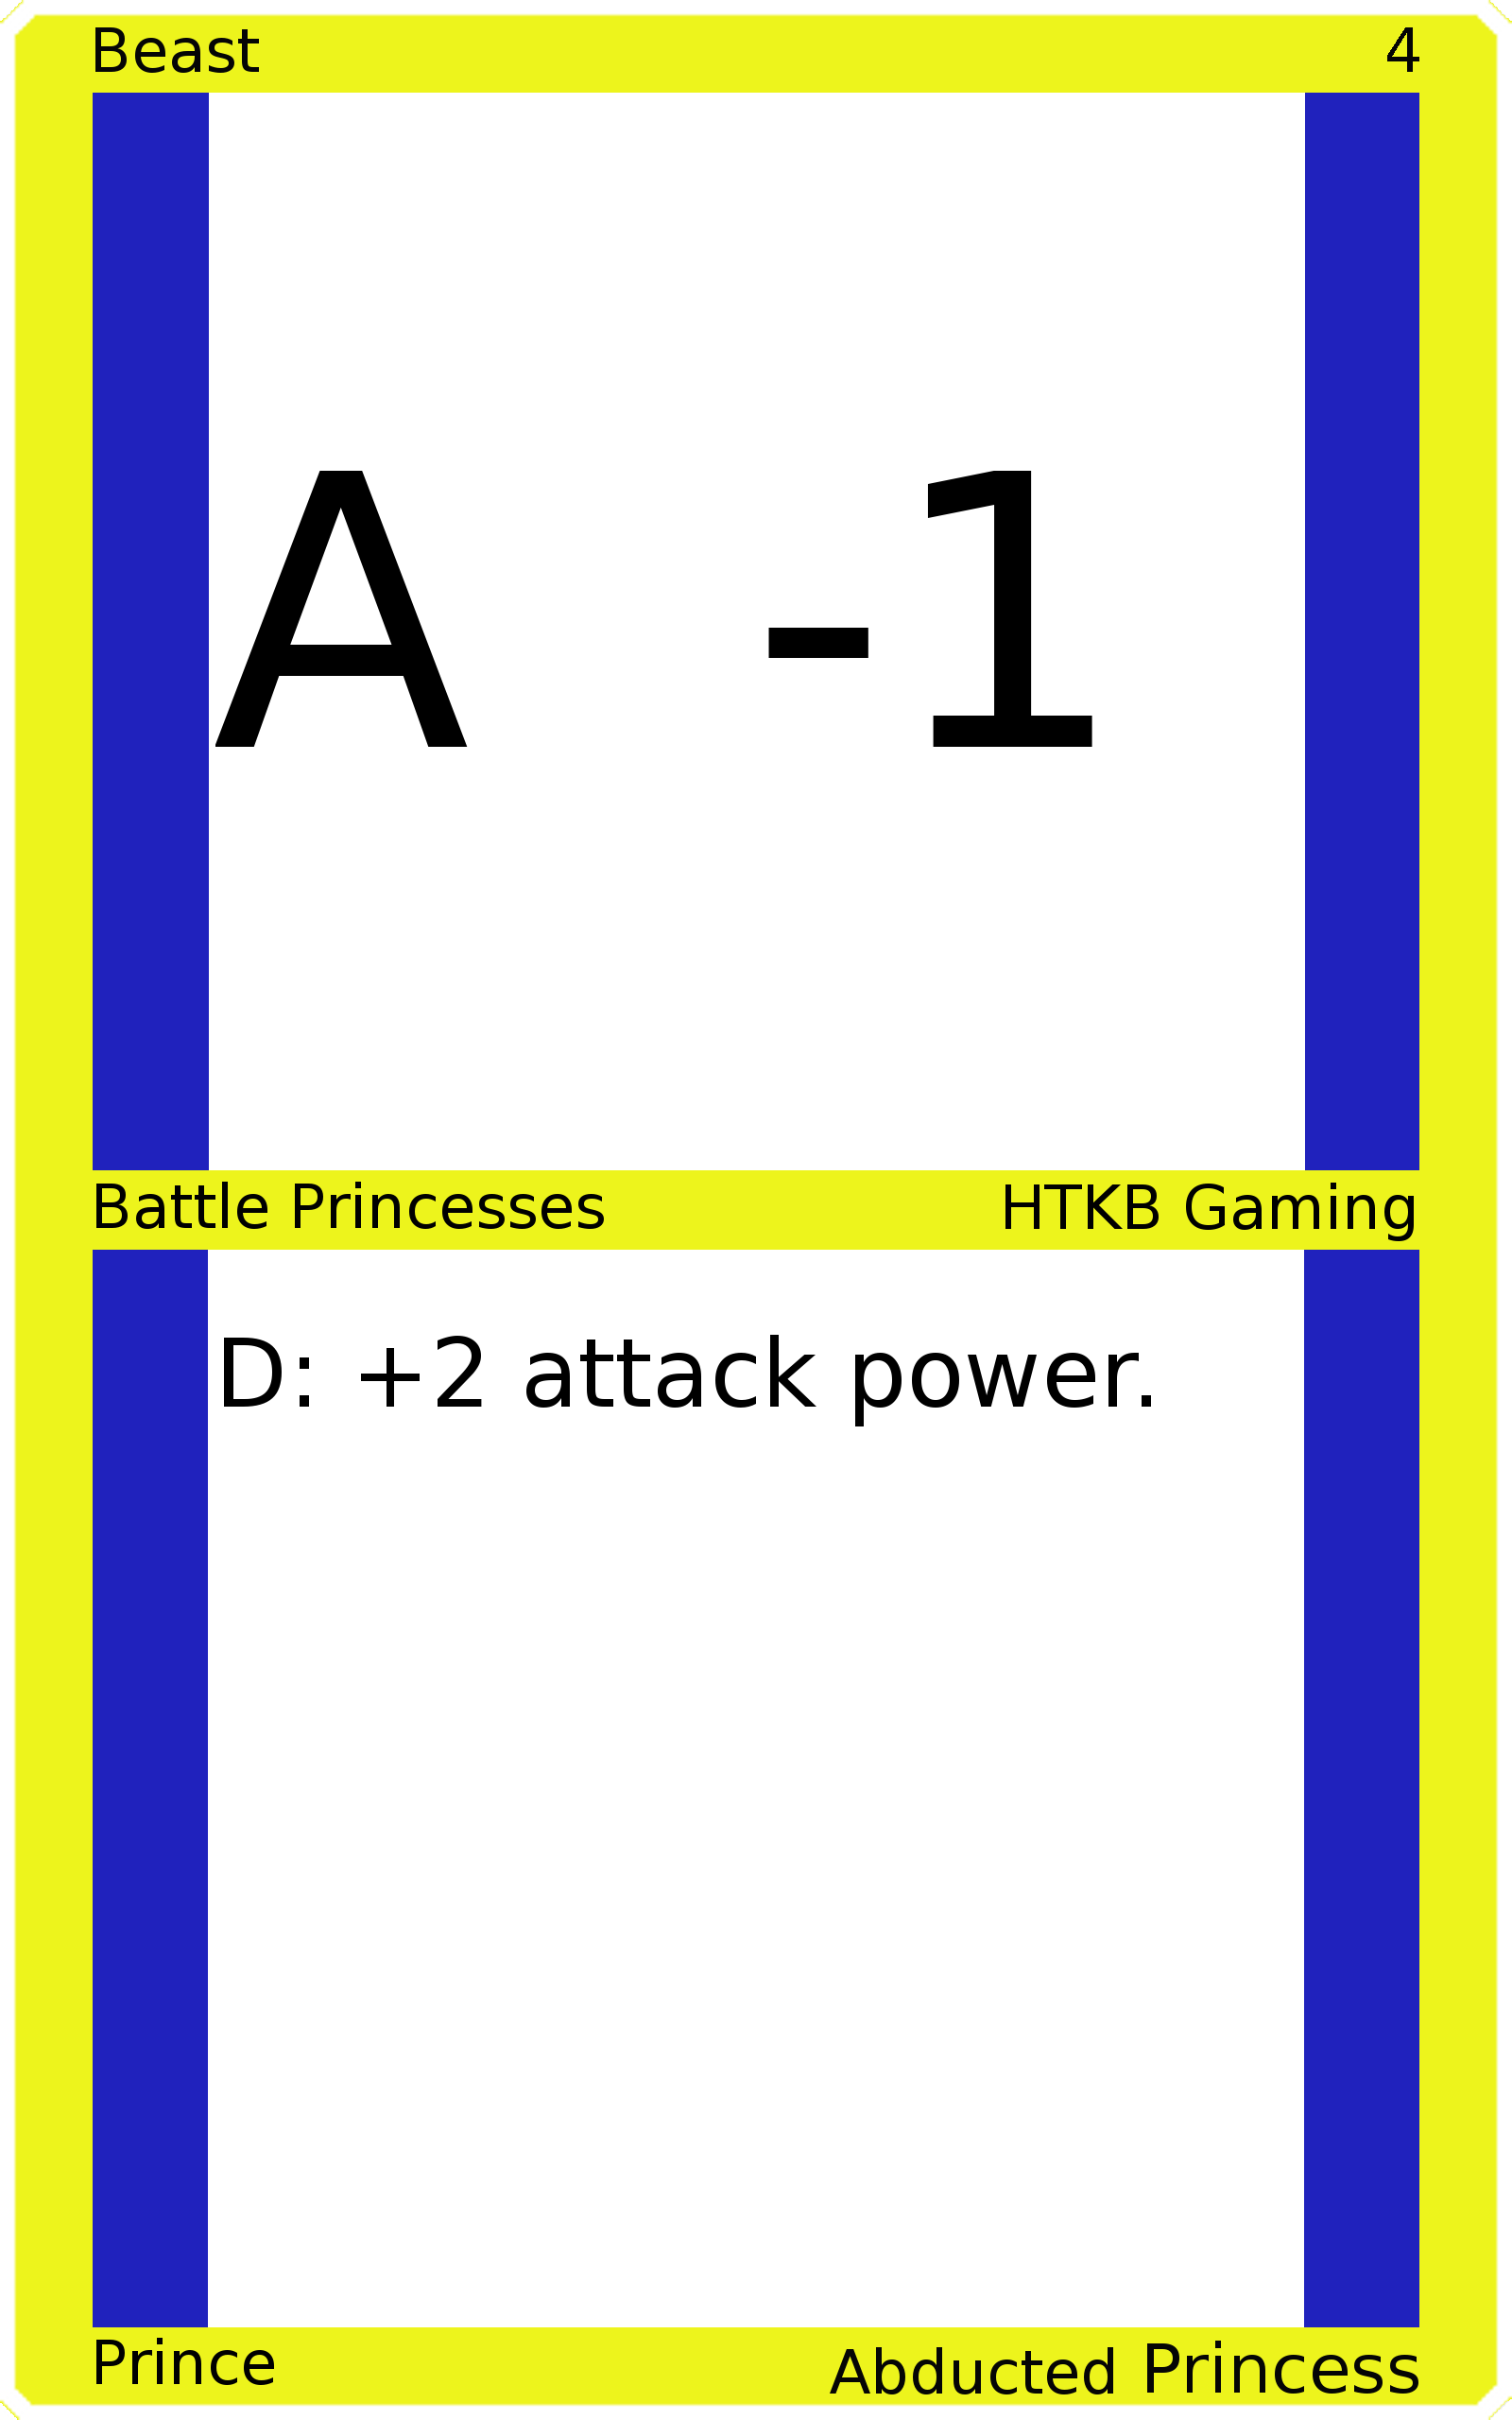 Beast 4
A -1
Battle Princesses HTKB Gaming
D: +2 attack power.
Prince Abducted Princess